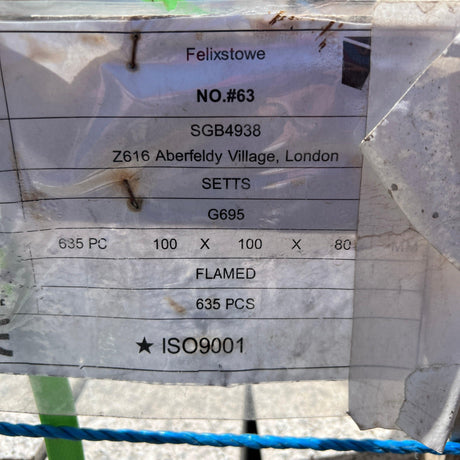 Felixstowe
NO.#63
SGB4938
Z616 Aberfeldy Village, London
SETTS
G695
635 PC 100 X 100 X 80 MM
FLAMED
635 PCS
★ ISO9001